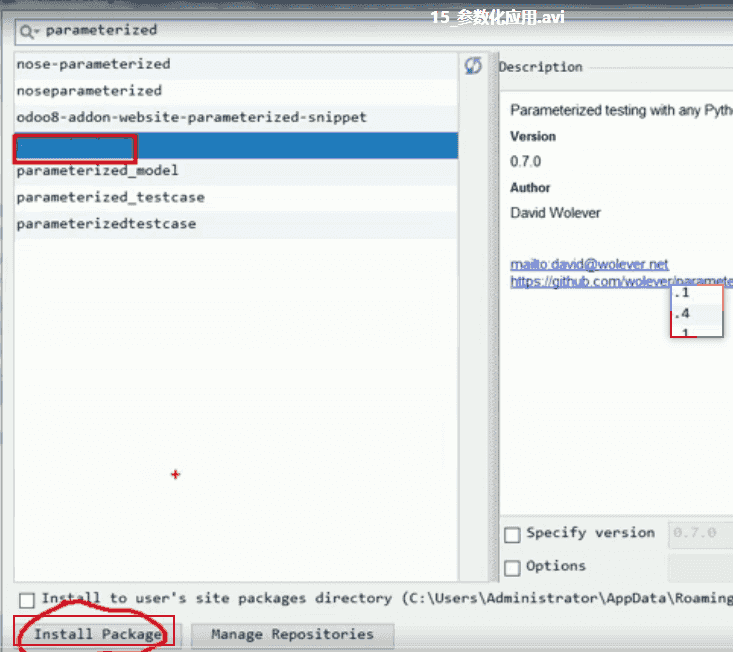 15_参数化应用.avi
parameterized
nose-parameterized
noseparameterized
odoo8-addon-website-parameterized-snippet
parameterized_model
parameterized_testcase
parameterizedtestcase
Description
Parameterized testing with any
Version
0.7.0
Author
David Wolever
mailto:david@wolever.net
https://github.com/wolever/
.1
.4
Specify version 0.7.0
Options
Install to user's site packages directory (C:\Users\Administrator\AppData\Roaming
Install Package Manage Repositories